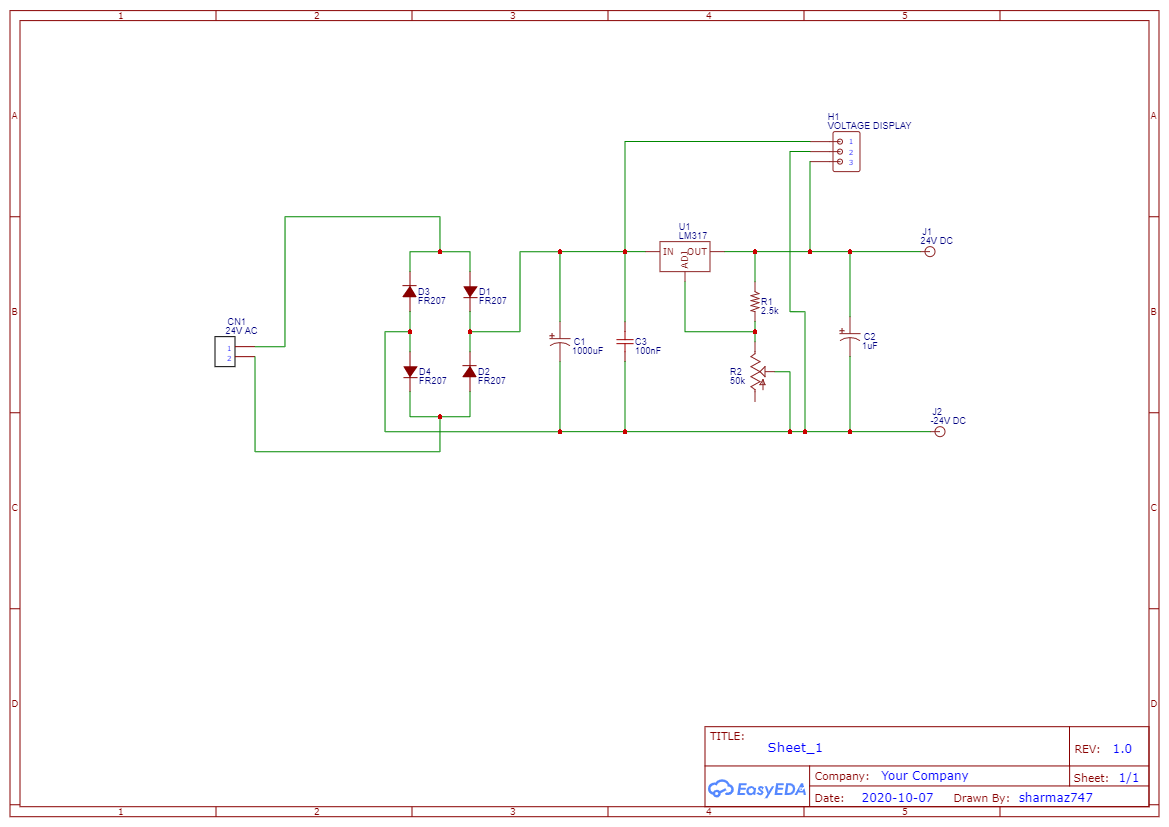 1 2 3 4 5
A A
H1
VOLTAGE DISPLAY
1
2
3
U1
LM317
IN OUT
ADJ
J1
24V DC
B B
D3
FR207
D1
FR207
R1
2.5k
CN1
24V AC
1
2
+ C1
1000uF
C3
100nF
+ C2
1uF
D4
FR207
D2
FR207
R2
50k
J2
-24V DC
C C
D D
TITLE:
Sheet_1
REV: 1.0
EasyEDA
Company: Your Company
Sheet: 1/1
Date: 2020-10-07 Drawn By: sharmaz747
1 2 3 4 5